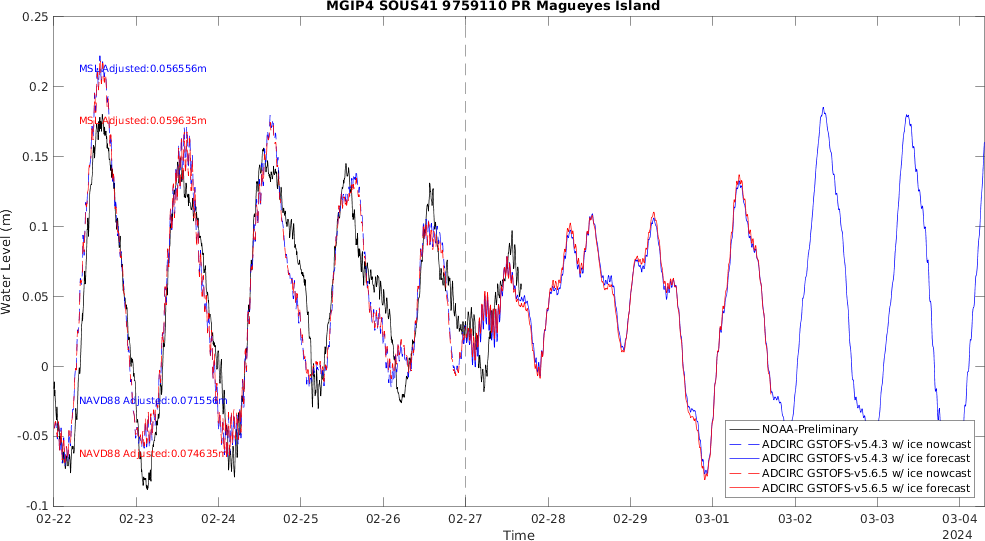 MGIP4 SOUS41 9759110 PR Magueyes Island
0.25
0.2
0.15
0.1
0.05
0
-0.05
-0.1
Water Level (m)
MSL Adjusted:0.056556m
MSL Adjusted:0.059635m
NAVD88 Adjusted:0.071556m
NAVD88 Adjusted:0.074635m
NOAA-Preliminary
ADCIRC GSTOFS-v5.4.3 w/ ice nowcast
ADCIRC GSTOFS-v5.4.3 w/ ice forecast
ADCIRC GSTOFS-v5.6.5 w/ ice nowcast
ADCIRC GSTOFS-v5.6.5 w/ ice forecast
02-22 02-23 02-24 02-25 02-26 02-27 02-28 02-29 03-01 03-02 03-03 03-04
Time
2024